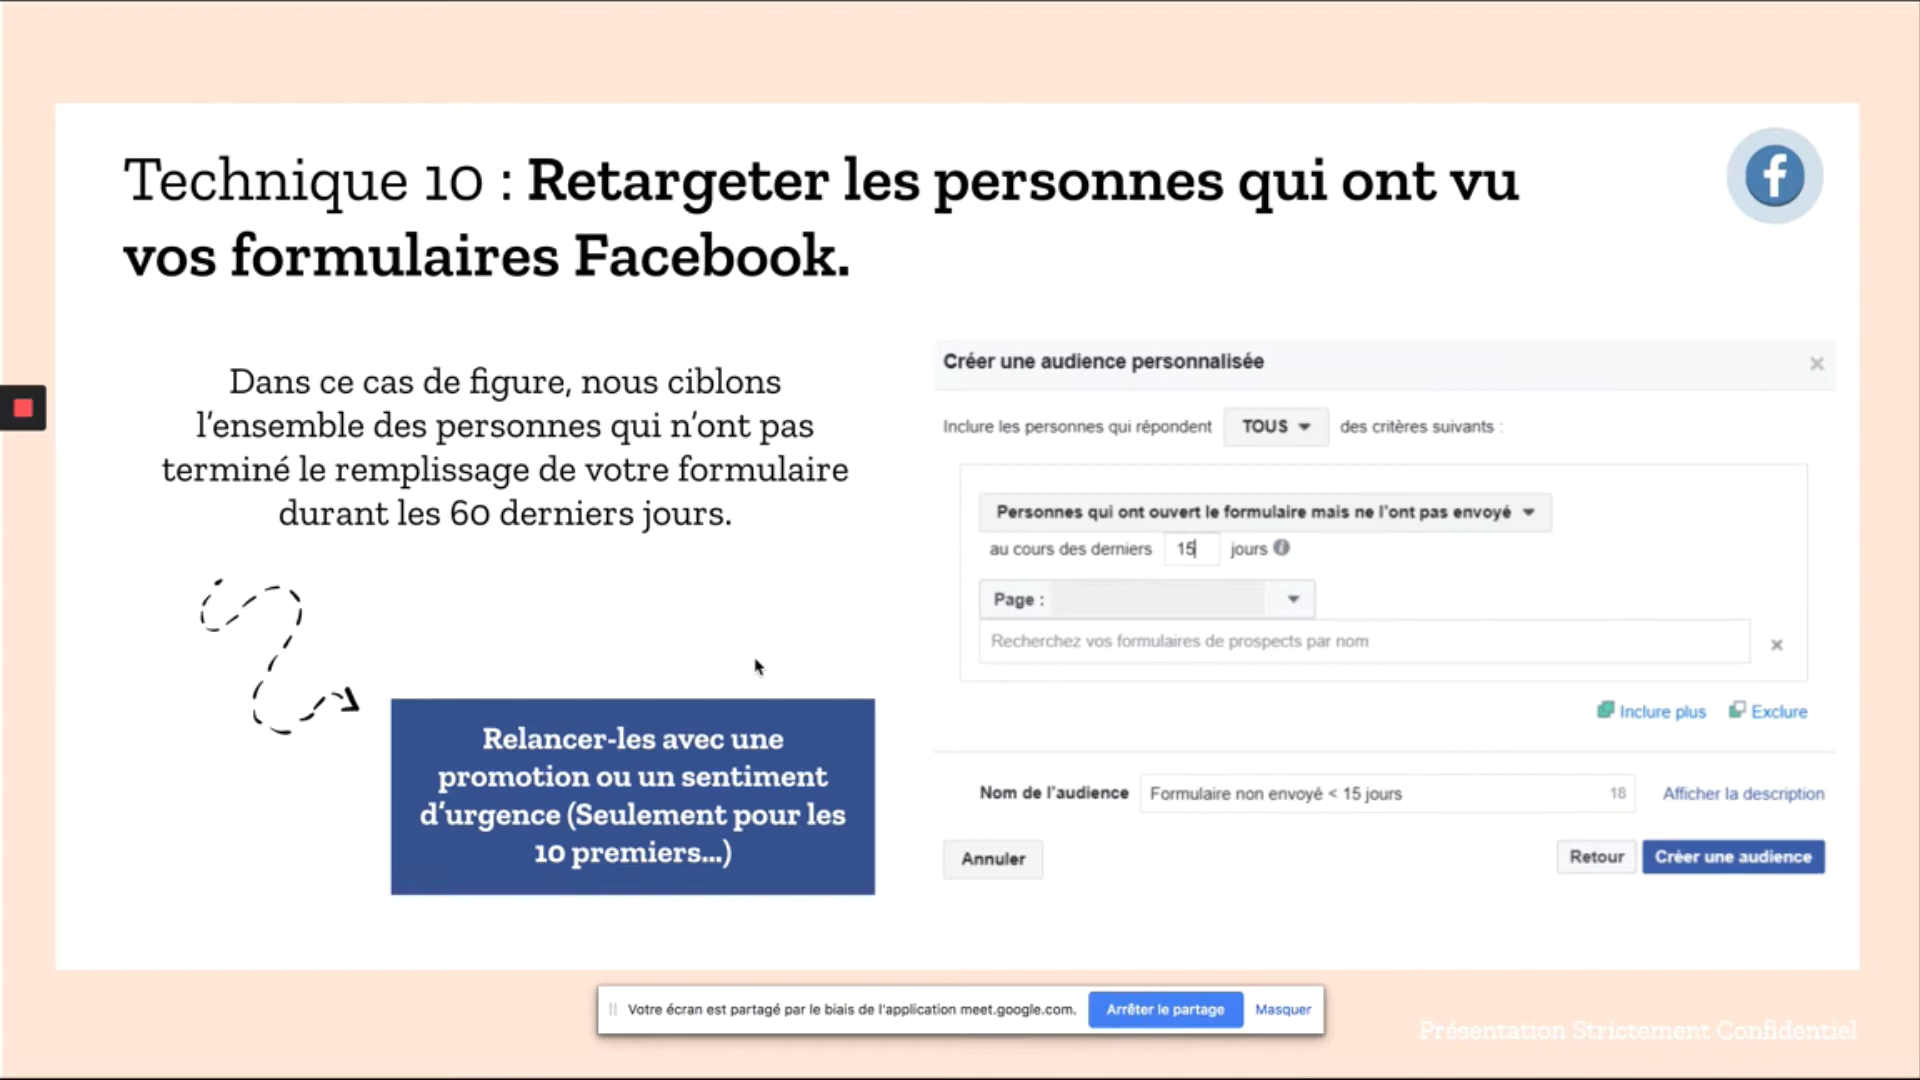 Technique 10 : Retargeter les personnes qui ont vu
vos formulaires Facebook.
Dans ce cas de figure, nous ciblons
l’ensemble des personnes qui n’ont pas
terminé le remplissage de votre formulaire
durant les 60 derniers jours.
Relancer-les avec une
promotion ou un sentiment
d’urgence (Seulement pour les
10 premiers...)
Créer une audience personnalisée
Inclure les personnes qui répondent TOUS des critères suivants :
Personnes qui ont ouvert le formulaire mais ne l'ont pas envoyé
au cours des derniers 15 jours
Page :
Recherchez vos formulaires de prospects par nom
Inclure plus Exclure
Nom de l'audience Formulaire non envoyé < 15 jours 18 Afficher la description
Annuler Retour Créer une audience
Votre écran est partagé par le biais de l'application meet.google.com. Arrêter le partage Masquer
Présentation Strictement Confidentiel